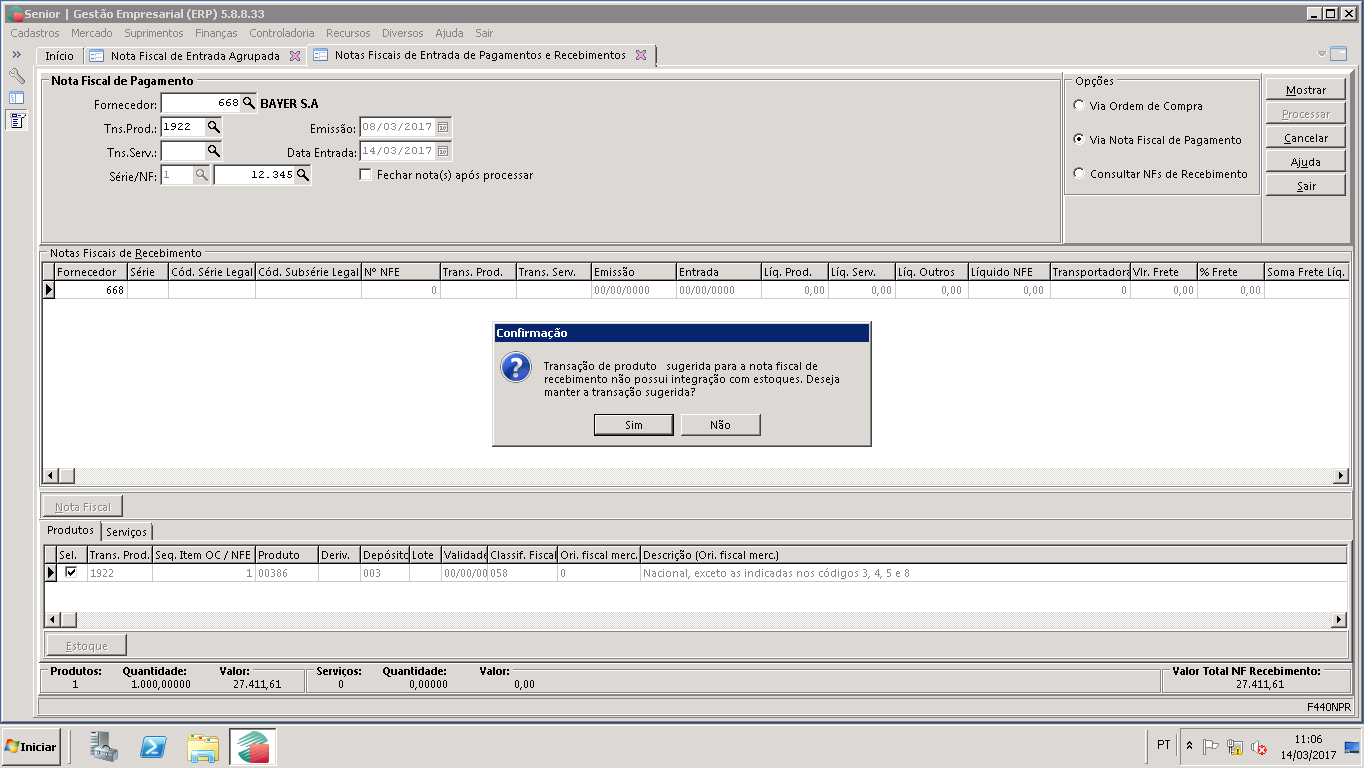 Senior | Gestão Empresarial (ERP) 5.8.8.33
Cadastros Mercado Suprimentos Finanças Controladoria Recursos Diversos Ajuda Sair
Início Nota Fiscal de Entrada Agrupada Notas Fiscais de Entrada de Pagamentos e Recebimentos
Nota Fiscal de Pagamento
Fornecedor: 668 BAYER S.A
Tns.Prod.: 1922 Emissão: 08/03/2017
Tns.Serv.: Data Entrada: 14/03/2017
Série/NF: 1 12.345 Fechar nota(s) após processar
Opções
Via Ordem de Compra
Via Nota Fiscal de Pagamento
Consultar NFs de Recebimento
Mostrar
Processar
Cancelar
Ajuda
Sair
Notas Fiscais de Recebimento
Fornecedor Série Cód. Série Legal Cód. Subsérie Legal Nº NFE Trans. Prod. Trans. Serv. Emissão Entrada Líq. Prod. Líq. Serv. Líq. Outros Líquido NFE Transportadora Vlr. Frete % Frete Soma Frete Líq.
668 0 00/00/0000 00/00/0000 0,00 0,00 0,00 0,00 0 0,00 0,00
Confirmação
Transação de produto sugerida para a nota fiscal de
recebimento não possui integração com estoques. Deseja
manter a transação sugerida?
Sim Não
Nota Fiscal
Produtos Serviços
Sel. Trans. Prod. Seq. Item OC / NFE Produto Deriv. Depósito Lote Validade Classif. Fiscal Ori. fiscal merc. Descrição (Ori. fiscal merc.)
1922 1 00386 003 00/00/00 058 0 Nacional, exceto as indicadas nos códigos 3, 4, 5 e 8
Estoque
Produtos: Quantidade: Valor: Serviços: Quantidade: Valor: Valor Total NF Recebimento:
1 1.000,00000 27.411,61 0 0,00000 0,00 27.411,61
F440NPR
Iniciar PT 11:06
14/03/2017